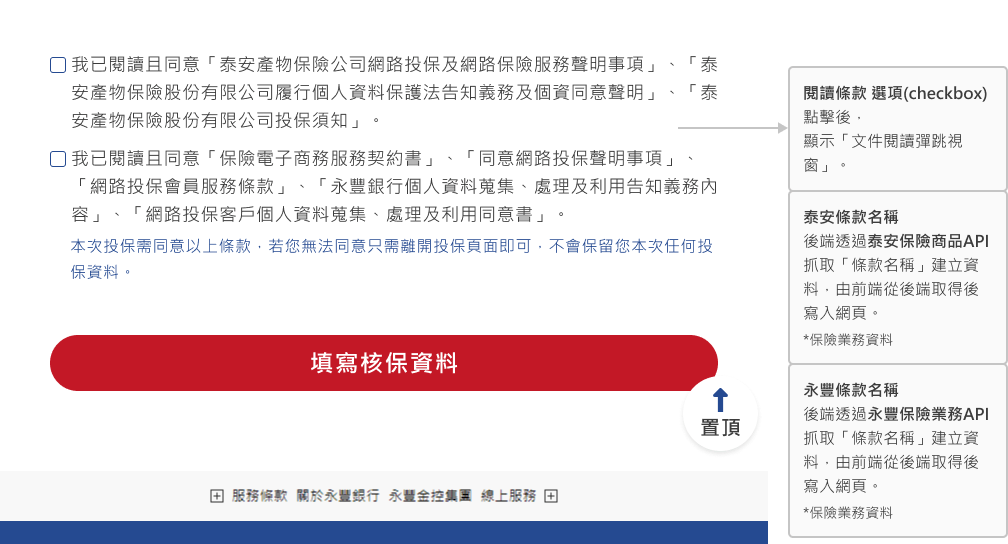 我已閱讀且同意「泰安產物保險公司網路投保及網路保險服務聲明事項」、「泰
安產物保險股份有限公司履行個人資料保護法告知義務及個資同意聲明」、「泰
安產物保險股份有限公司投保須知」。
我已閱讀且同意「保險電子商務服務契約書」、「同意網路投保聲明事項」、
「網路投保會員服務條款」、「永豐銀行個人資料蒐集、處理及利用告知義務內
容」、「網路投保客戶個人資料蒐集、處理及利用同意書」。
本次投保需同意以上條款，若您無法同意只需離開投保頁面即可，不會保留您本次任何投
保資料。
填寫核保資料
置頂
服務條款 關於永豐銀行 永豐金控集團 線上服務
閱讀條款 選項(checkbox)
點擊後，
顯示「文件閱讀彈跳視
窗」。
泰安條款名稱
後端透過泰安保險商品API
抓取「條款名稱」建立資
料，由前端從後端取得後
寫入網頁。
*保險業務資料
永豐條款名稱
後端透過永豐保險業務API
抓取「條款名稱」建立資
料，由前端從後端取得後
寫入網頁。
*保險業務資料